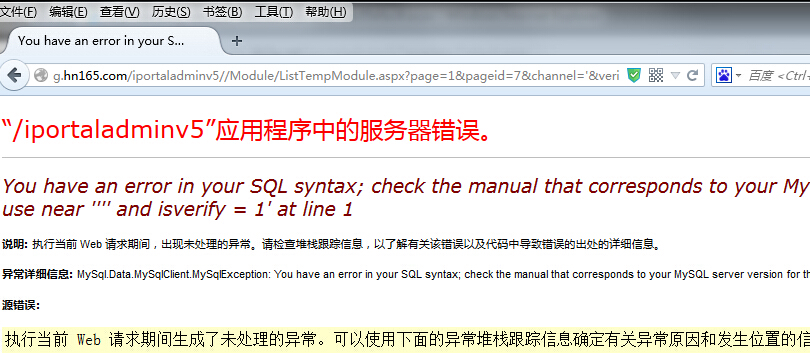 文件(F) 编辑(E) 查看(V) 历史(S) 书签(B) 工具(T) 帮助(H)
You have an error in your S...
g.hn165.com/iportaladminv5//Module/ListTempModule.aspx?page=1&pageid=7&channel='&veri 百度 <Ctrl
“/iportaladminv5”应用程序中的服务器错误。
You have an error in your SQL syntax; check the manual that corresponds to your My
use near '''' and isverify = 1' at line 1
说明: 执行当前 Web 请求期间，出现未处理的异常。请检查堆栈跟踪信息，以了解有关该错误以及代码中导致错误的出处的详细信息。
异常详细信息: MySql.Data.MySqlClient.MySqlException: You have an error in your SQL syntax; check the manual that corresponds to your MySQL server version for th
源错误:
执行当前 Web 请求期间生成了未处理的异常。可以使用下面的异常堆栈跟踪信息确定有关异常原因和发生位置的信